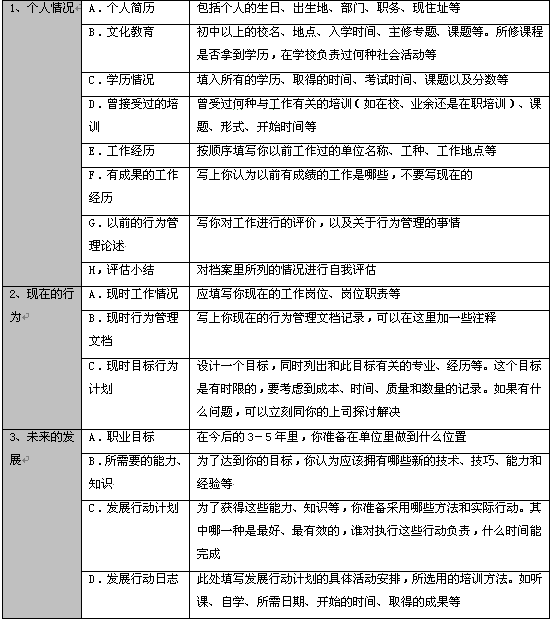 1、个人情况 A．个人简历 包括个人的生日、出生地、部门、职务、现住址等
B．文化教育 初中以上的校名、地点、入学时间、主修专题、课题等。所修课程
是否拿到学历，在学校负责过何种社会活动等
C．学历情况 填入所有的学历、取得的时间、考试时间、课题以及分数等
D．曾接受过的培 曾受过何种与工作有关的培训（如在校、业余还是在职培训）、课
训 题、形式、开始时间等
E．工作经历 按顺序填写你以前工作过的单位名称、工种、工作地点等
F．有成果的工作 写上你认为以前有成绩的工作是哪些，不要写现在的
经历
G．以前的行为管 写你对工作进行的评价，以及关于行为管理的事情
理论述
H，评估小结 对档案里所列的情况进行自我评估
2、现在的行 A．现时工作情况 应填写你现在的工作岗位、岗位职责等
为 B．现时行为管理 写上你现在的行为管理文档记录，可以在这里加一些注释
文档
C．现时目标行为 设计一个目标，同时列出和此目标有关的专业、经历等。这个目标
计划 是有时限的，要考虑到成本、时间、质量和数量的记录。如果有什
么问题，可以立刻同你的上司探讨解决
3、未来的发 A．职业目标 在今后的3－5年里，你准备在单位里做到什么位置
展 B．所需要的能力、 为了达到你的目标，你认为应该拥有哪些新的技术、技巧、能力和
知识 经验等
C．发展行动计划 为了获得这些能力、知识等，你准备采用哪些方法和实际行动。其
中哪一种是最好、最有效的，谁对执行这些行动负责，什么时间能
完成
D．发展行动日志 此处填写发展行动计划的具体活动安排，所选用的培训方法。如听
课、自学、所需日期、开始的时间、取得的成果等